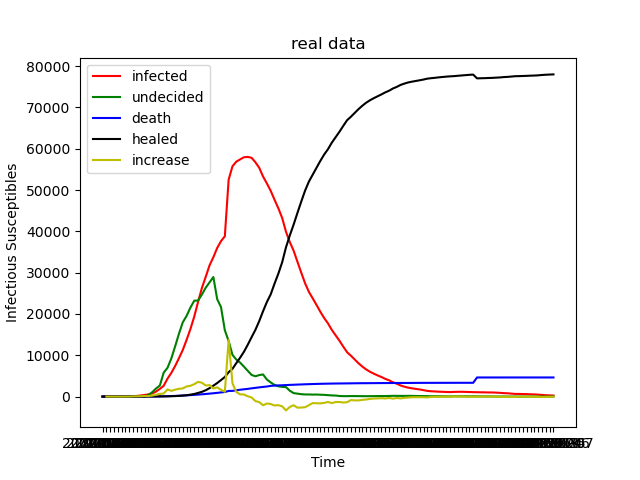 real data
Infectious Susceptibles
80000
70000
60000
50000
40000
30000
20000
10000
0
infected
undecided
death
healed
increase
Time